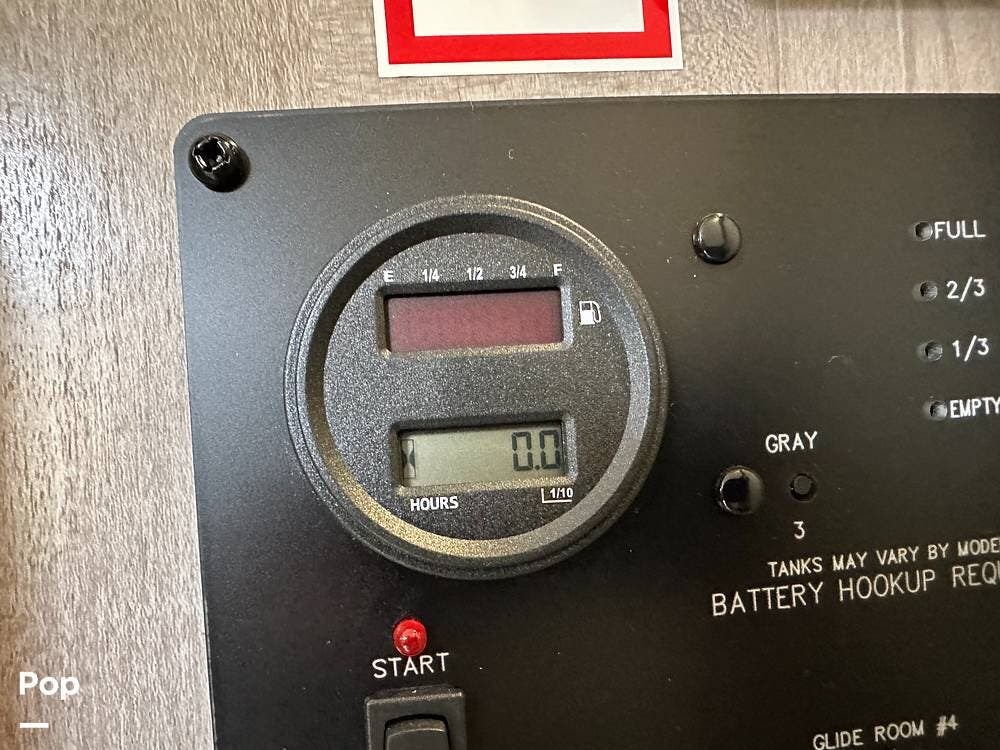 E 1/4 1/2 3/4 F
0.0
HOURS 1/10
FULL
2/3
1/3
EMPTY
GRAY
3
TANKS MAY VARY BY MODE
BATTERY HOOKUP REQU
START
GLIDE ROOM #4
Pop